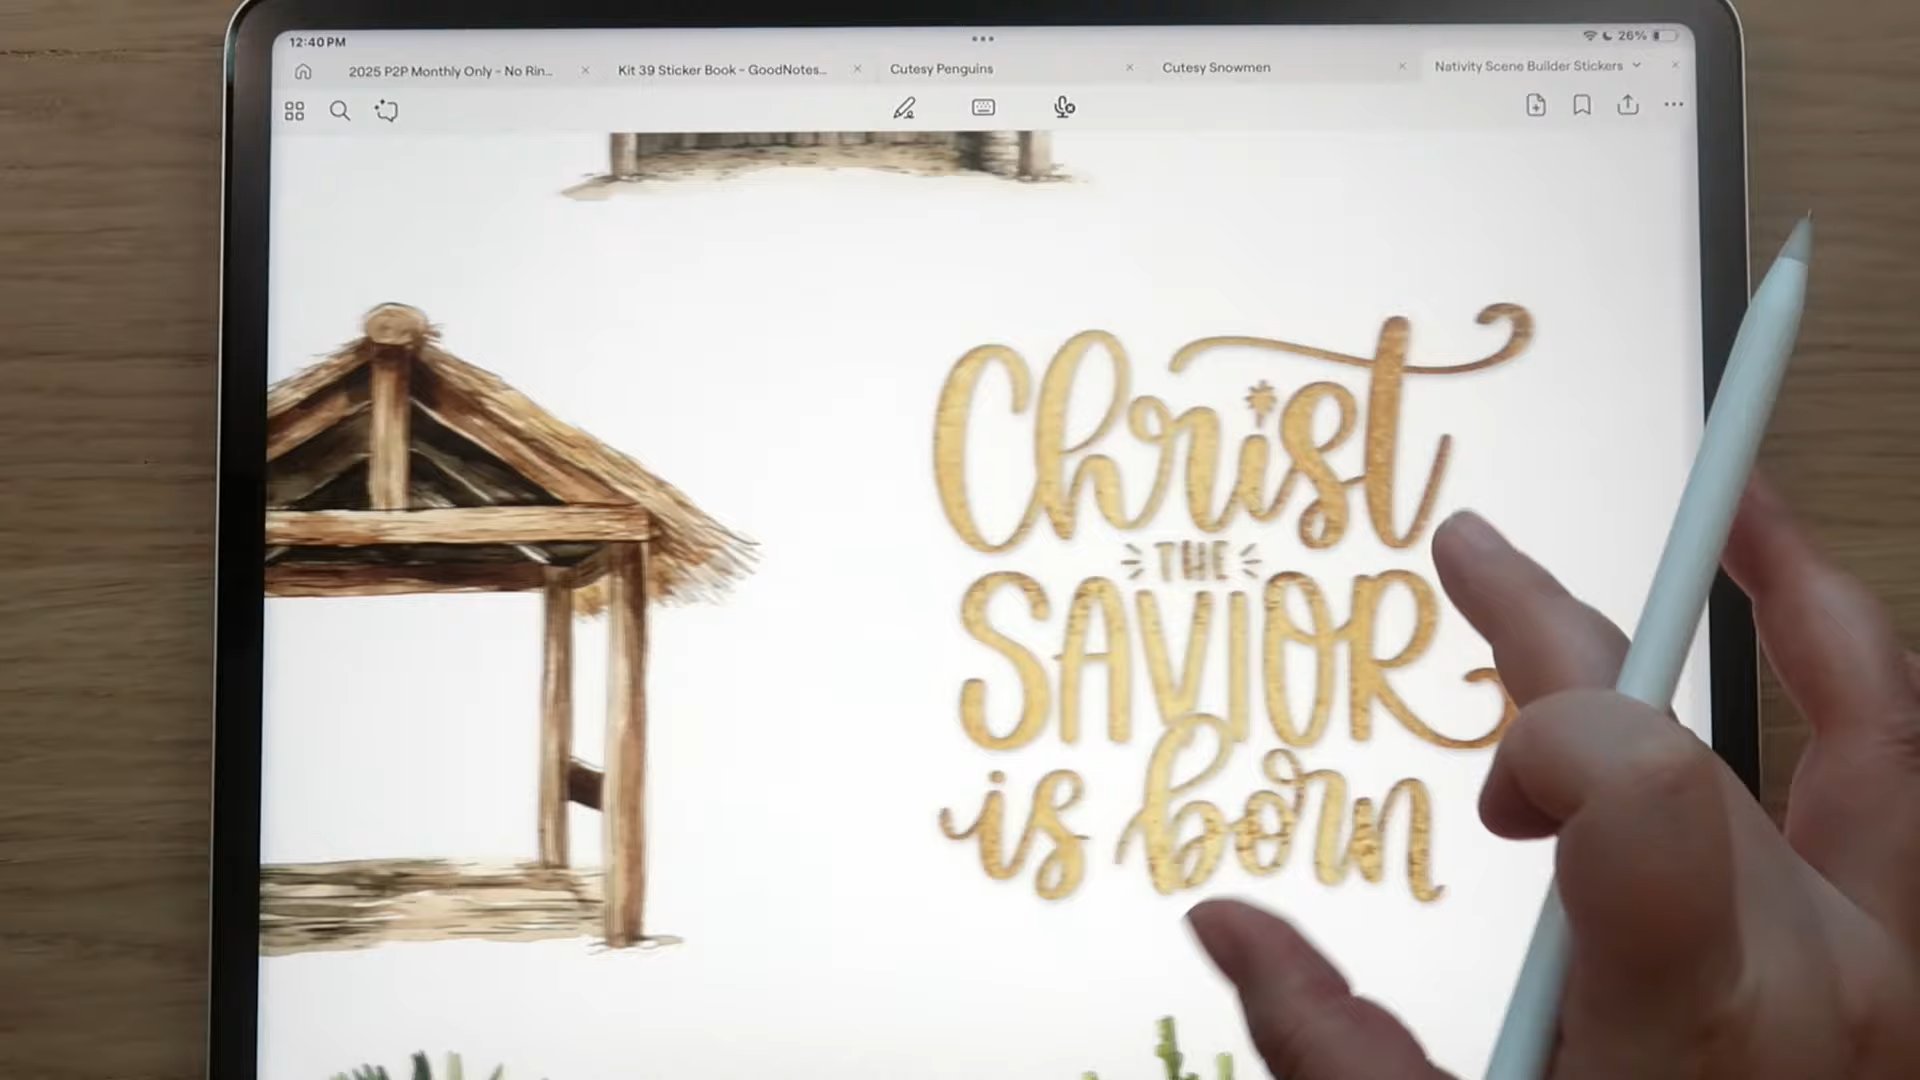 12:40 PM
26%
2025 P2P Monthly Only - No Rin...
Kit 39 Sticker Book - GoodNotes...
Cutesy Penguins
Cutesy Snowmen
Nativity Scene Builder Stickers
Christ
THE
SAVIOR
is born